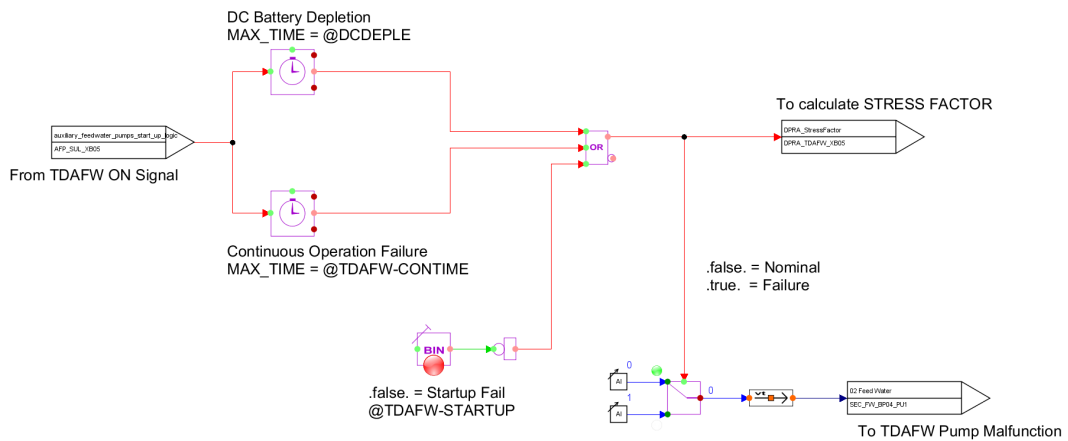 DC Battery Depletion
MAX_TIME = @DCDEPLE
auxiliary_feedwater_pumps_start_up_logic
AFP_SUL_XB05
From TDAFW ON Signal
Continuous Operation Failure
MAX_TIME = @TDAFW-CONTIME
OR
To calculate STRESS FACTOR
DPRA_StressFactor
DPRA_TDAFW_XB05
.false. = Nominal
.true. = Failure
BIN
.false. = Startup Fail
@TDAFW-STARTUP
0
AI
1
AI
0
02 Feed Water
SEC_FW_BP04_PU1
To TDAFW Pump Malfunction